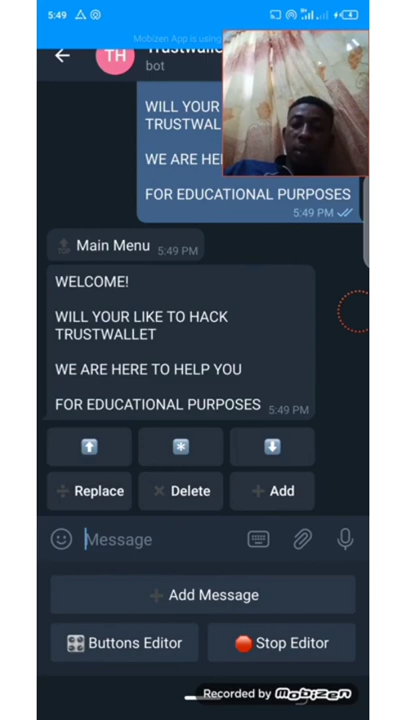 5:49
Mobizen App is using
Trustwalle
bot
TH
WILL YOUR
TRUSTWAL
WE ARE HE
FOR EDUCATIONAL PURPOSES
5:49 PM
Main Menu 5:49 PM
WELCOME!
WILL YOUR LIKE TO HACK
TRUSTWALLET
WE ARE HERE TO HELP YOU
FOR EDUCATIONAL PURPOSES 5:49 PM
Replace Delete Add
Message
Add Message
Buttons Editor Stop Editor
Recorded by mobizen